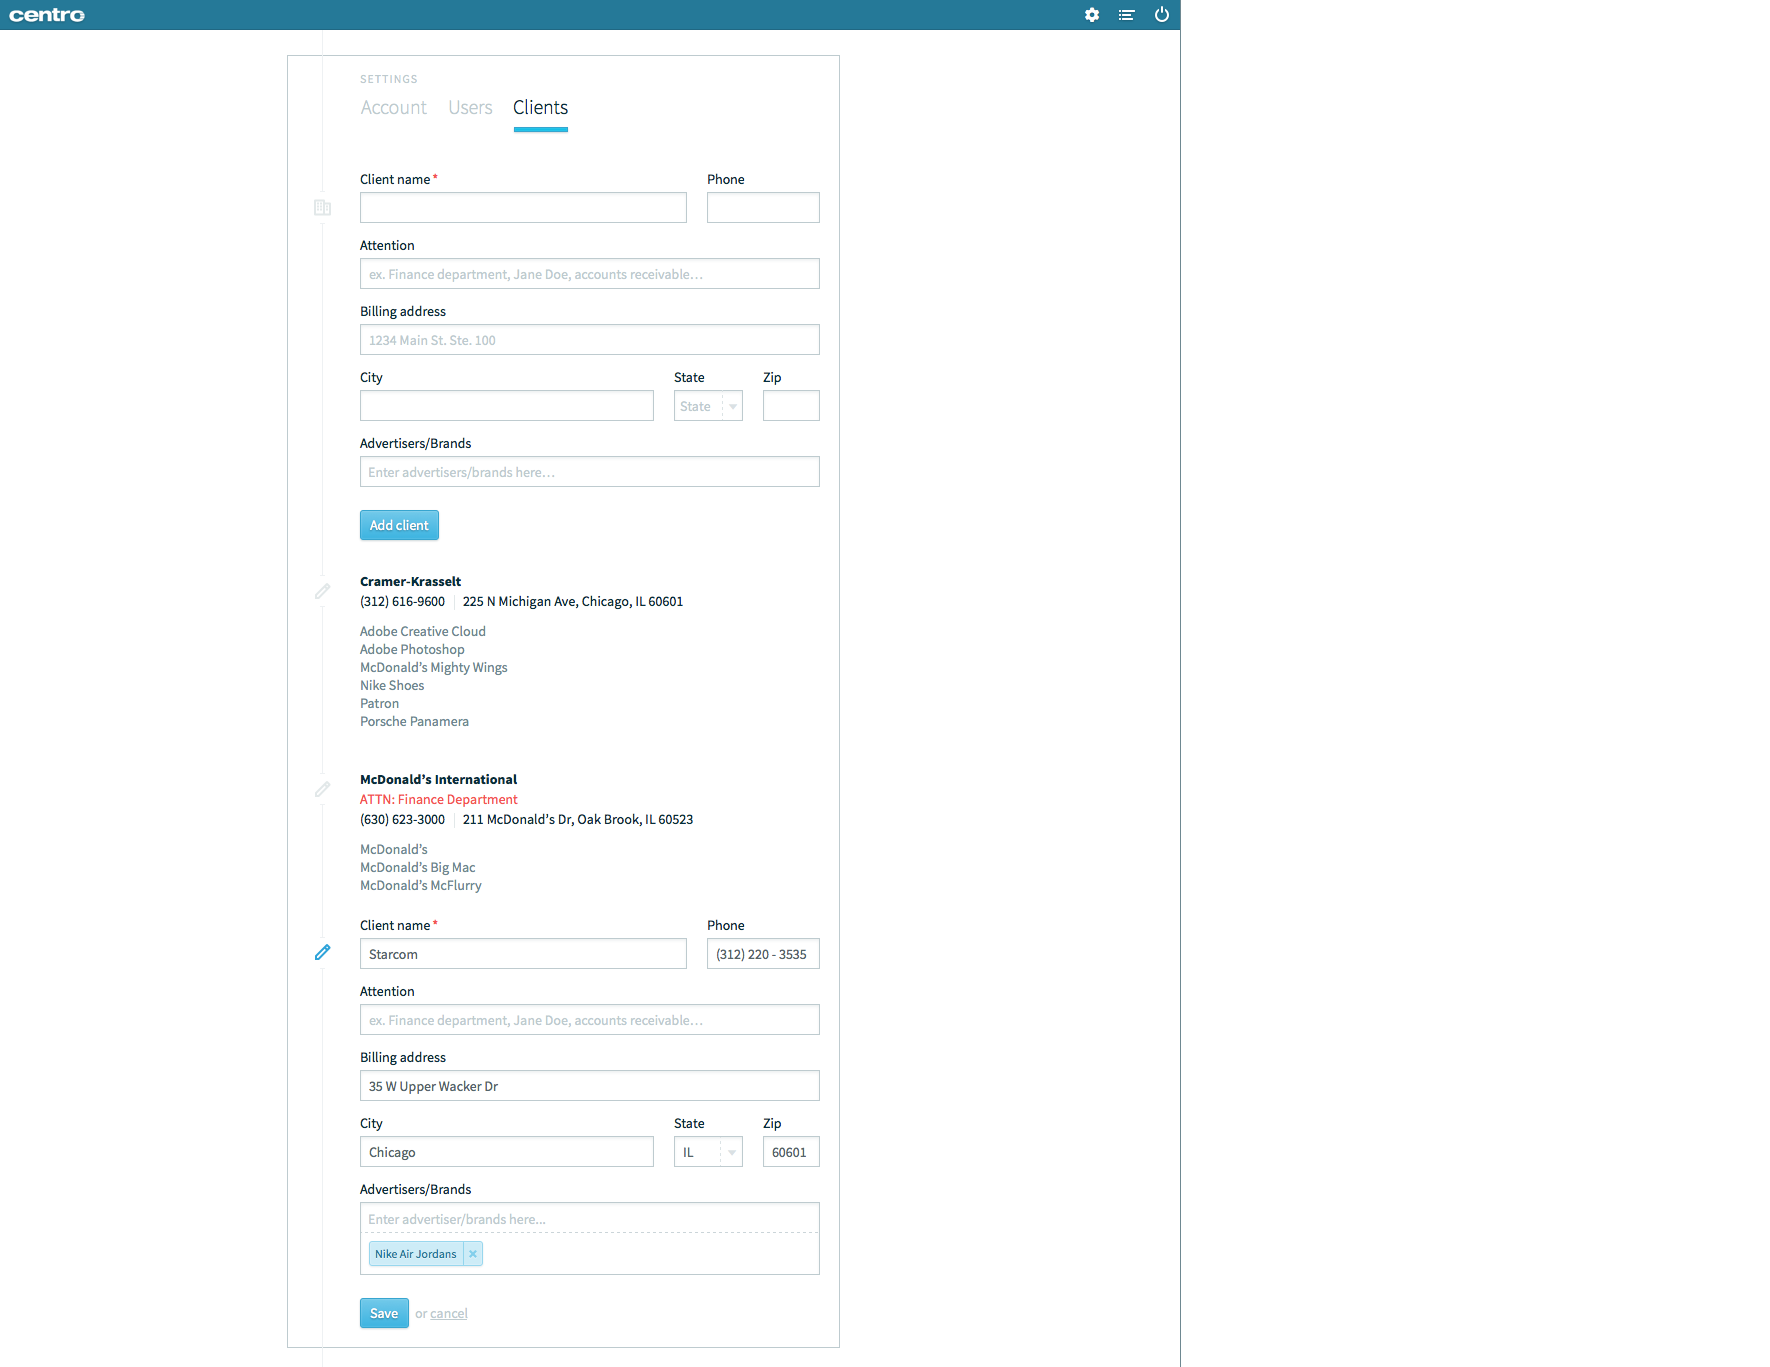 centro
SETTINGS
Account Users Clients
Client name* Phone
Attention
ex. Finance department, Jane Doe, accounts receivable…
Billing address
1234 Main St. Ste. 100
City State Zip
State
Advertisers/Brands
Enter advertisers/brands here…
Add client
Cramer-Krasselt
(312) 616-9600 225 N Michigan Ave, Chicago, IL 60601
Adobe Creative Cloud
Adobe Photoshop
McDonald’s Mighty Wings
Nike Shoes
Patron
Porsche Panamera
McDonald’s International
ATTN: Finance Department
(630) 623-3000 211 McDonald’s Dr, Oak Brook, IL 60523
McDonald’s
McDonald’s Big Mac
McDonald’s McFlurry
Client name* Phone
Starcom (312) 220 - 3535
Attention
ex. Finance department, Jane Doe, accounts receivable…
Billing address
35 W Upper Wacker Dr
City State Zip
Chicago IL 60601
Advertisers/Brands
Enter advertiser/brands here...
Nike Air Jordans ×
Save or cancel